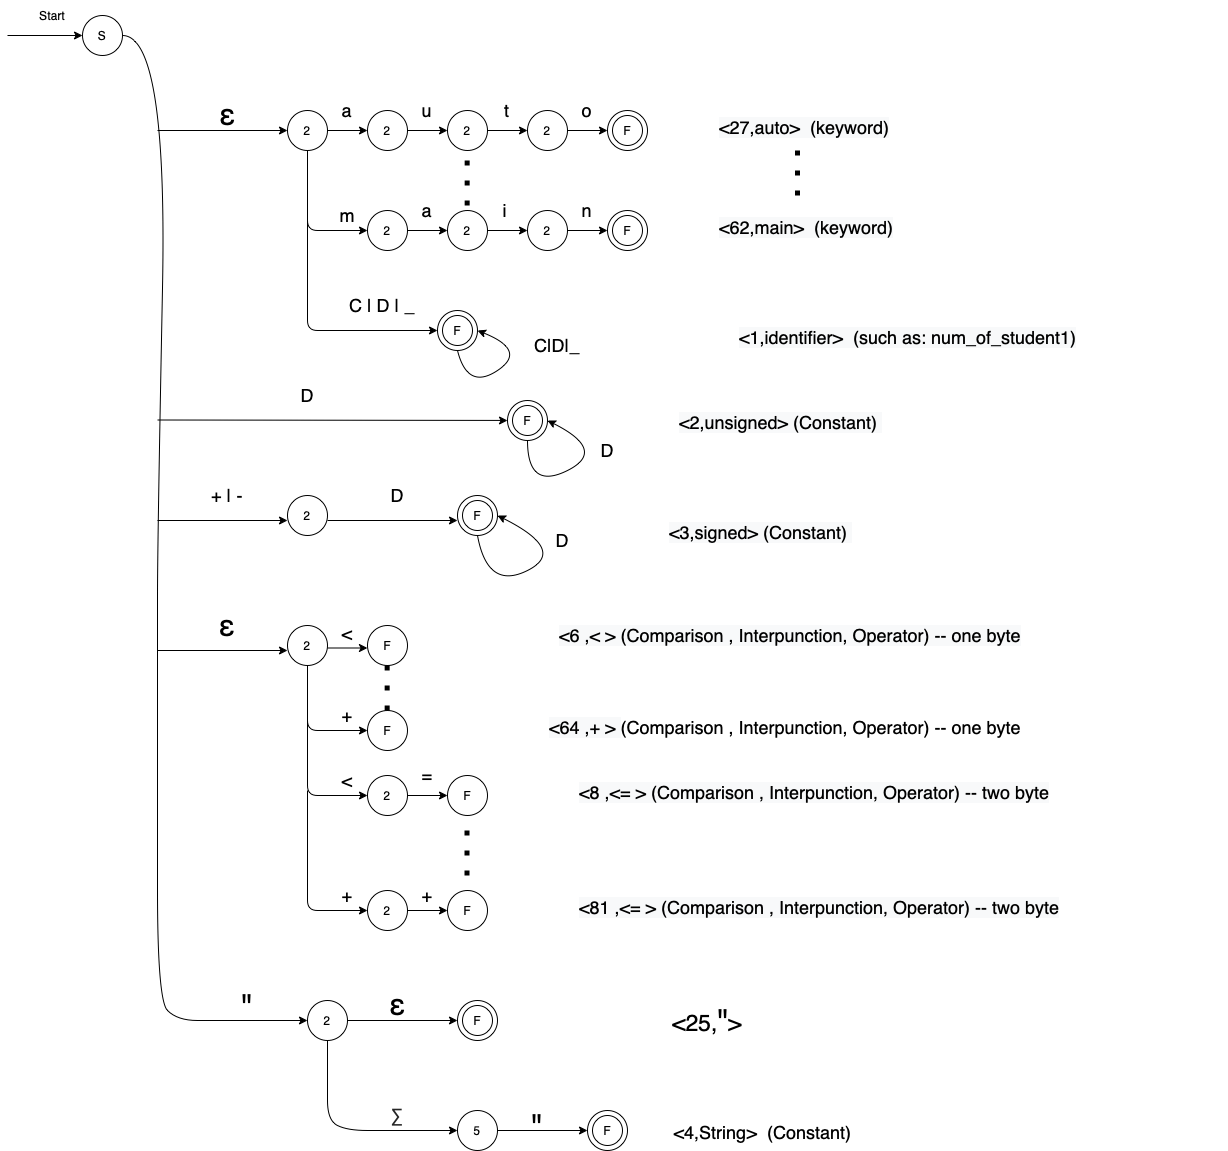 Start
S
ε
2
a
2
u
2
t
2
o
F
<27,auto> (keyword)
m
2
a
2
i
2
n
F
<62,main> (keyword)
C | D | _
F
C|D|_
<1,identifier> (such as: num_of_student1)
D
F
D
<2,unsigned> (Constant)
+ | -
2
D
F
D
<3,signed> (Constant)
ε
2
<
F
<6 ,< > (Comparison , Interpunction, Operator) -- one byte
+
F
<64 ,+ > (Comparison , Interpunction, Operator) -- one byte
<
2
=
F
<8 ,<= > (Comparison , Interpunction, Operator) -- two byte
+
2
+
F
<81 ,<= > (Comparison , Interpunction, Operator) -- two byte
"
2
ε
F
<25,">
∑
5
"
F
<4,String> (Constant)